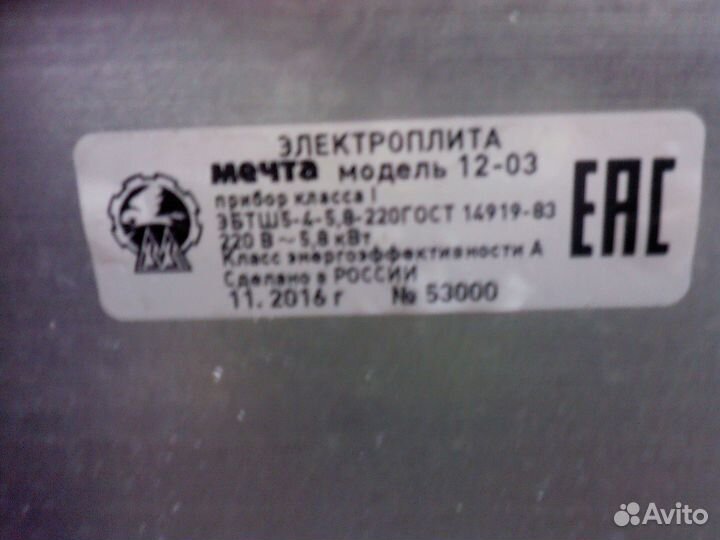 ЭЛЕКТРОПЛИТА
мечта модель 12-03
прибор класса I
ЭБТШ5-4-5,8-220ГОСТ 14919-83
220 В ~ 5,8 кВт
Класс энергоэффективности А
Сделано в РОССИИ
11. 2016 г № 53000
ЕАС
Avito